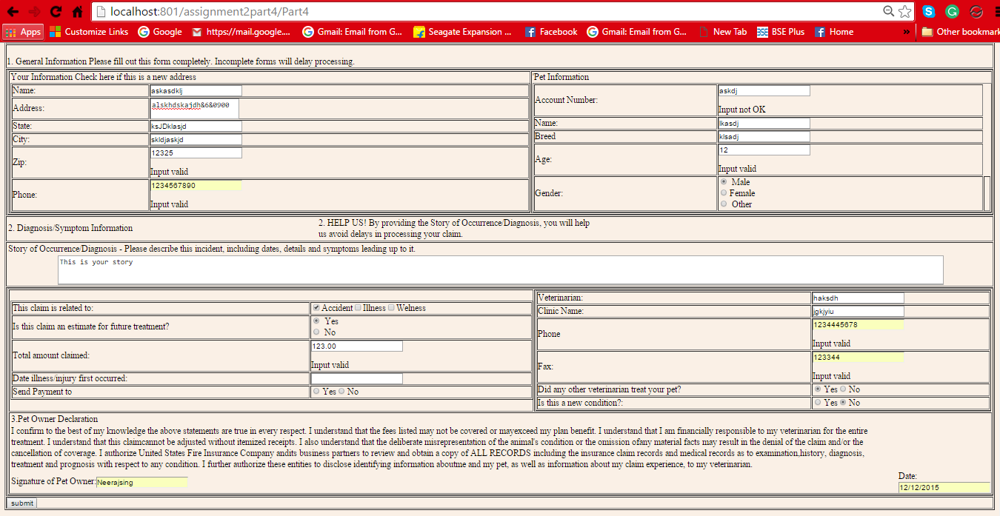 localhost:801/assignment2part4/Part4
Apps Customize Links Google https://mail.google.... Gmail: Email from G... Seagate Expansion ... Facebook Gmail: Email from G... New Tab BSE Plus Home » Other bookmark
1. General Information Please fill out this form completely. Incomplete forms will delay processing.
Your Information Check here if this is a new address
Name: askasdklj
Address: alskhdskajdh&6&0900
State: ksJDklasjd
City: skldjaskjd
Zip: 12325
Input valid
Phone: 1234567890
Input valid
'Pet Information
Account Number: askdj
Input not OK
Name: lkasdj
Breed klsadj
Age: 12
Input valid
Gender: Male
Female
Other
2. Diagnosis/Symptom Information
2. HELP US! By providing the Story of Occurrence/Diagnosis, you will help
us avoid delays in processing your claim.
Story of Occurrence/Diagnosis - Please describe this incident, including dates, details and symptoms leading up to it.
This is your story
This claim is related to: Accident Illness Welness
Is this claim an estimate for future treatment? Yes
No
Total amount claimed: 123.00
Input valid
Date illness/injury first occurred:
Send Payment to Yes No
Veterinarian: haksdh
Clinic Name: jgkjyiu
Phone 1234445678
Input valid
Fax: 123344
Input valid
Did any other veterinarian treat your pet? Yes No
Is this a new condition?: Yes No
3.Pet Owner Declaration
I confirm to the best of my knowledge the above statements are true in every respect. I understand that the fees listed may not be covered or mayexceed my plan benefit. I understand that I am financially responsible to my veterinarian for the entire
treatment. I understand that this claimcannot be adjusted without itemized receipts. I also understand that the deliberate misrepresentation of the animal's condition or the omission ofany material facts may result in the denial of the claim and/or the
cancellation of coverage. I authorize United States Fire Insurance Company andits business partners to review and obtain a copy of ALL RECORDS including the insurance claim records and medical records as to examination,history, diagnosis,
treatment and prognosis with respect to any condition. I further authorize these entities to disclose identifying information aboutme and my pet, as well as information about my claim experience, to my veterinarian.
Signature of Pet Owner: Neerajsing
Date:
12/12/2015
submit